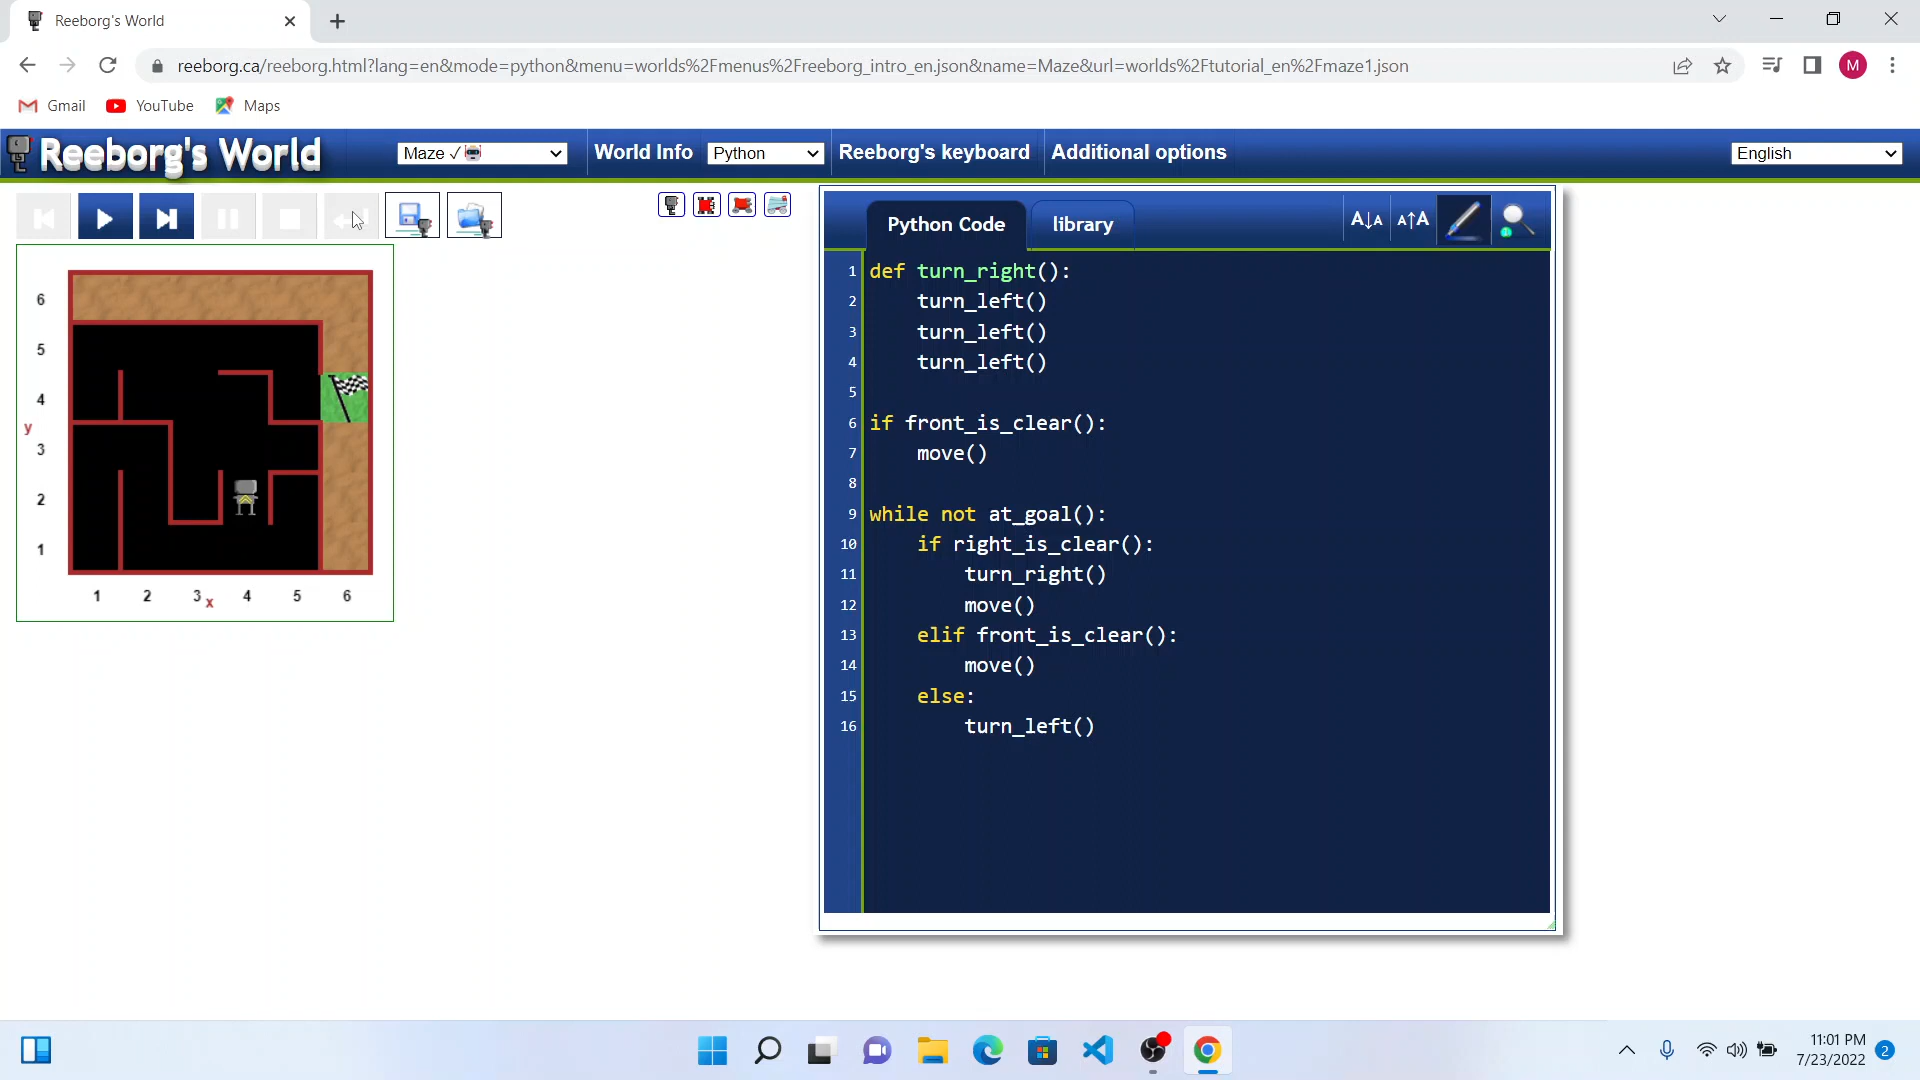 Reeborg's World
reeborg.ca/reeborg.html?lang=en&mode=python&menu=worlds%2Fmenus%2Freeborg_intro_en.json&name=Maze&url=worlds%2Ftutorial_en%2Fmaze1.json
M
Gmail YouTube Maps
Reeborg's World
Maze ✓
World Info
Python
Reeborg's keyboard
Additional options
English
Python Code
library
A↓A A↑A
1 def turn_right():
2 turn_left()
3 turn_left()
4 turn_left()
5
6 if front_is_clear():
7 move()
8
9 while not at_goal():
10 if right_is_clear():
11 turn_right()
12 move()
13 elif front_is_clear():
14 move()
15 else:
16 turn_left()
6
5
4
y
3
2
1
1 2 3 x 4 5 6
11:01 PM
7/23/2022
2